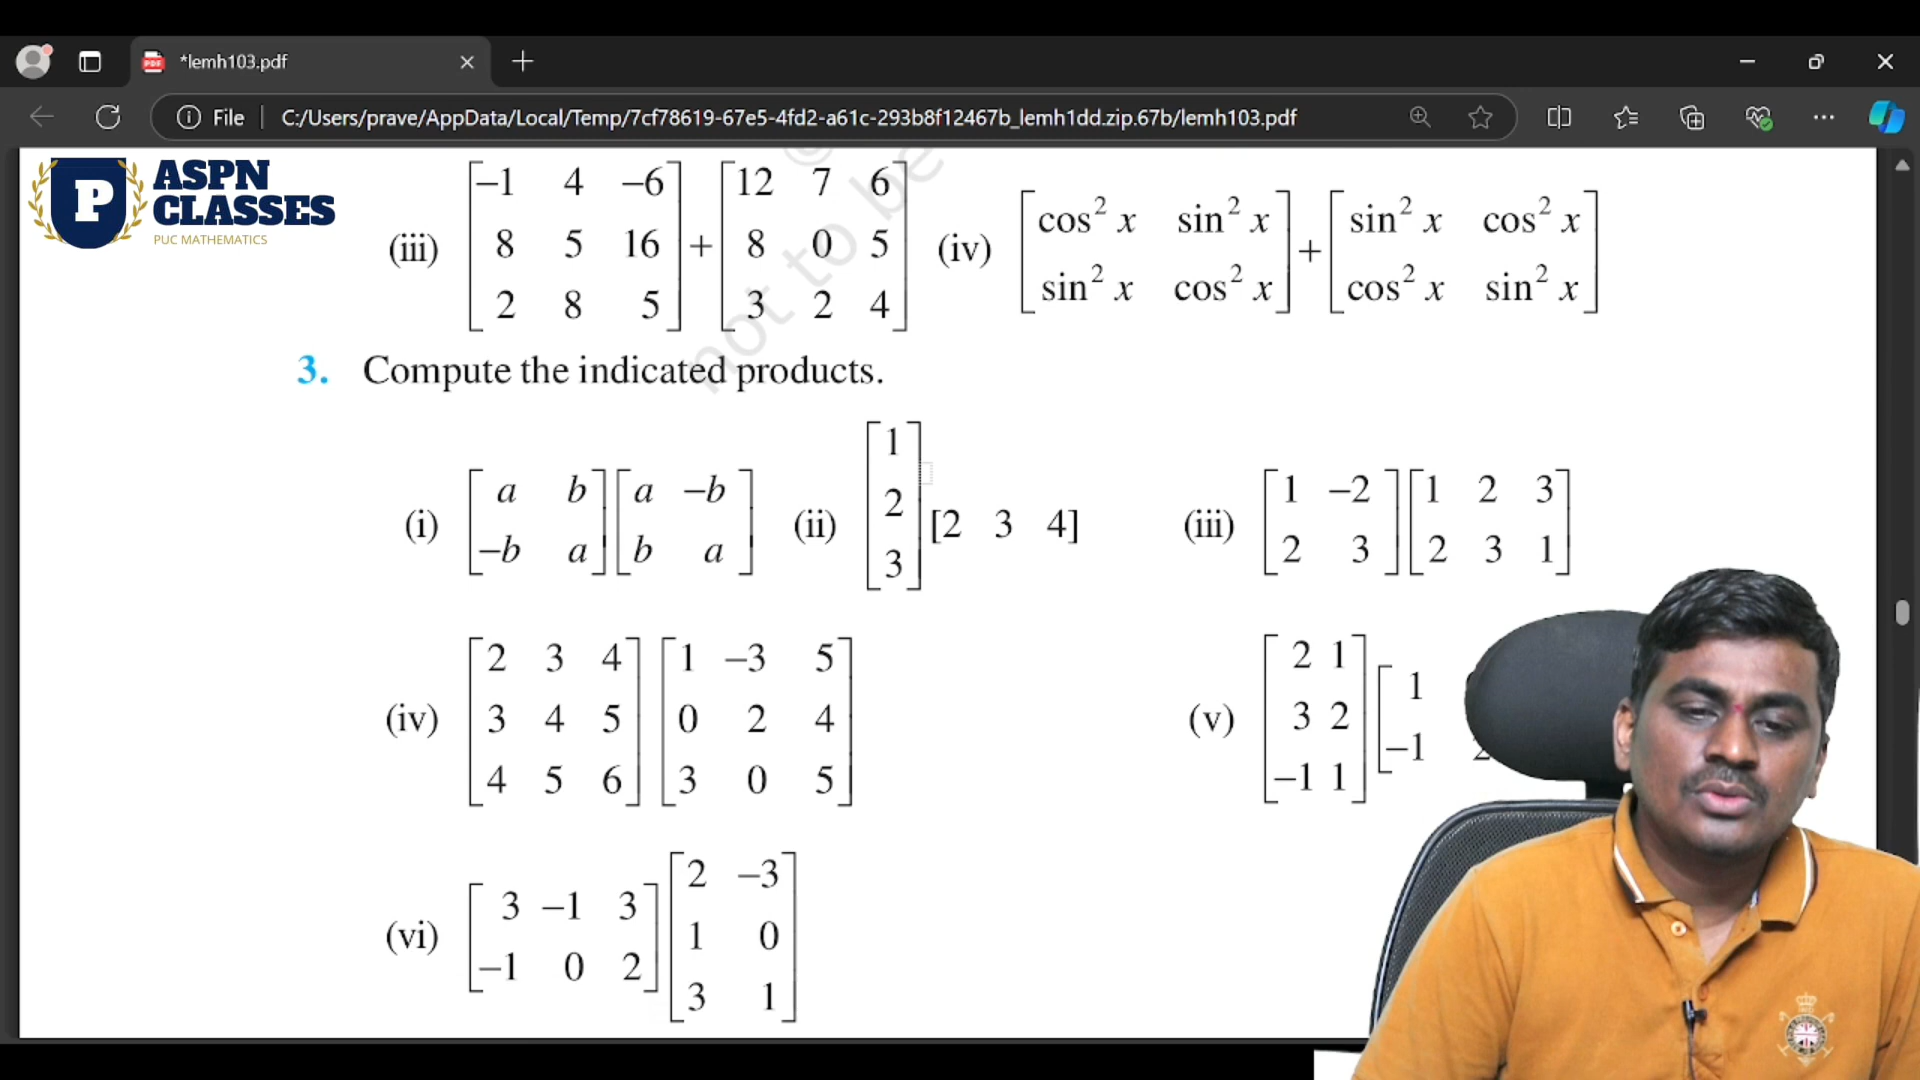 *lemh103.pdf
File C:/Users/prave/AppData/Local/Temp/7cf78619-67e5-4fd2-a61c-293b8f12467b_lemh1dd.zip.67b/lemh103.pdf
P ASPN CLASSES
PUC MATHEMATICS
(iii) [−1 4 −6; 8 5 16; 2 8 5] + [12 7 6; 8 0 5; 3 2 4] (iv) [cos² x sin² x; sin² x cos² x] + [sin² x cos² x; cos² x sin² x]
not to be
3. Compute the indicated products.
(i) [a b; −b a] [a −b; b a] (ii) [1; 2; 3] [2 3 4] (iii) [1 −2; 2 3] [1 2 3; 2 3 1]
(iv) [2 3 4; 3 4 5; 4 5 6] [1 −3 5; 0 2 4; 3 0 5] (v) [2 1; 3 2; −1 1] [1; −1
(vi) [3 −1 3; −1 0 2] [2 −3; 1 0; 3 1]